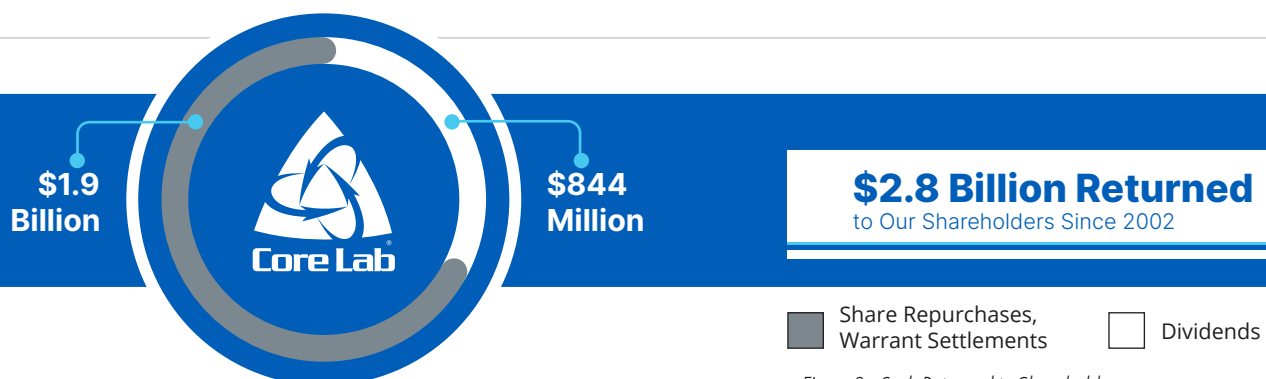 $1.9
Billion
Core Lab®
$844
Million
$2.8 Billion Returned
to Our Shareholders Since 2002
Share Repurchases,
Warrant Settlements
Dividends